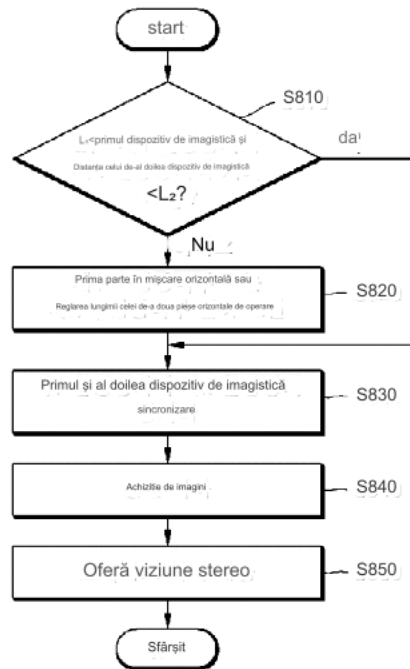 start
S810
L₁<primul dispozitiv de imagistică și
Distanța celui de-al doilea dispozitiv de imagistică
<L₂?
da
Nu
Prima parte în mișcare orizontală sau
Reglarea lungimii celei de-a doua piese orizontale de operare
S820
Primul și al doilea dispozitiv de imagistică
sincronizare
S830
Achizitie de imagini
S840
Oferă viziune stereo
S850
Sfârșit